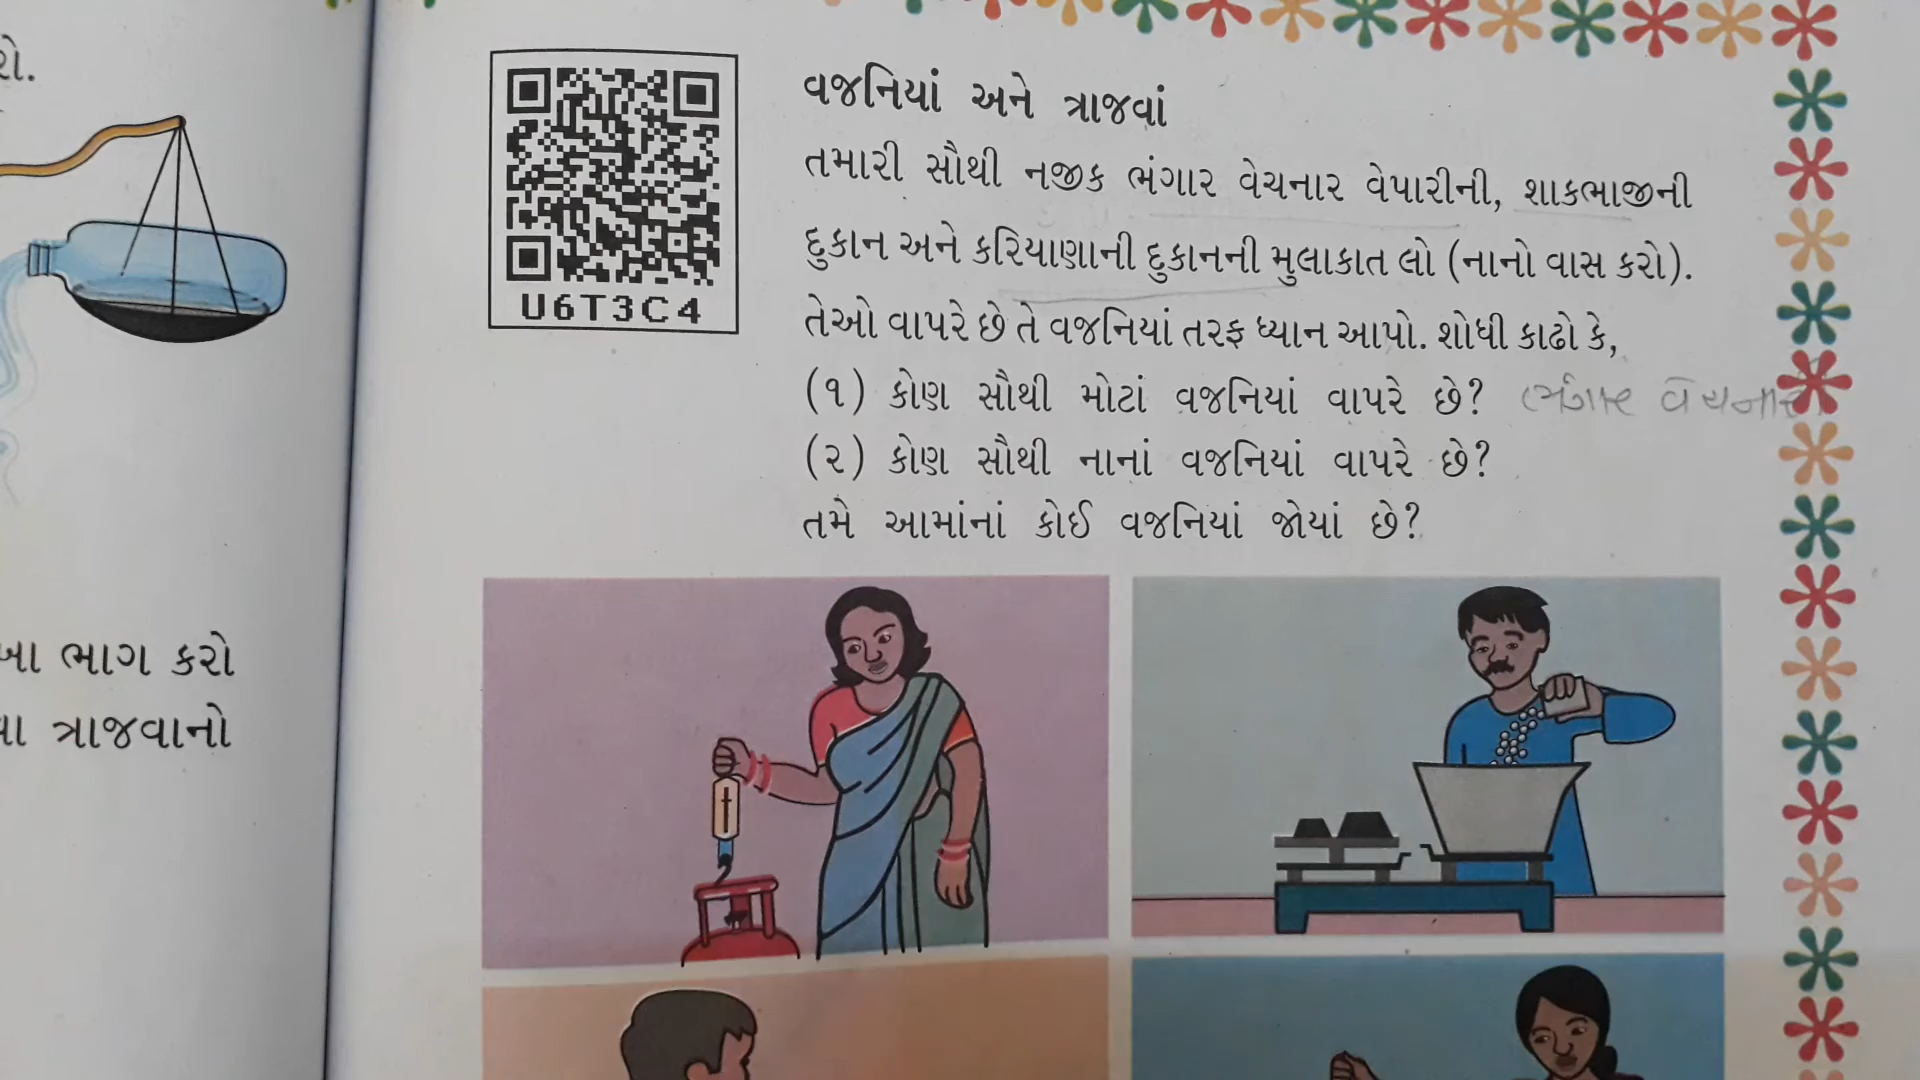 રો.
U6T3C4
વજનિયાં અને ત્રાજવાં
તમારી સૌથી નજીક ભંગાર વેચનાર વેપારીની, શાકભાજીની
દુકાન અને કરિયાણાની દુકાનની મુલાકાત લો (નાનો વાસ કરો).
તેઓ વાપરે છે તે વજનિયાં તરફ ધ્યાન આપો. શોધી કાઢો કે,
(૧) કોણ સૌથી મોટાં વજનિયાં વાપરે છે? ભંગાર વેચનાર
(૨) કોણ સૌથી નાનાં વજનિયાં વાપરે છે?
તમે આમાંનાં કોઈ વજનિયાં જોયાં છે?
ભાગ કરો
ત્રાજવાનો